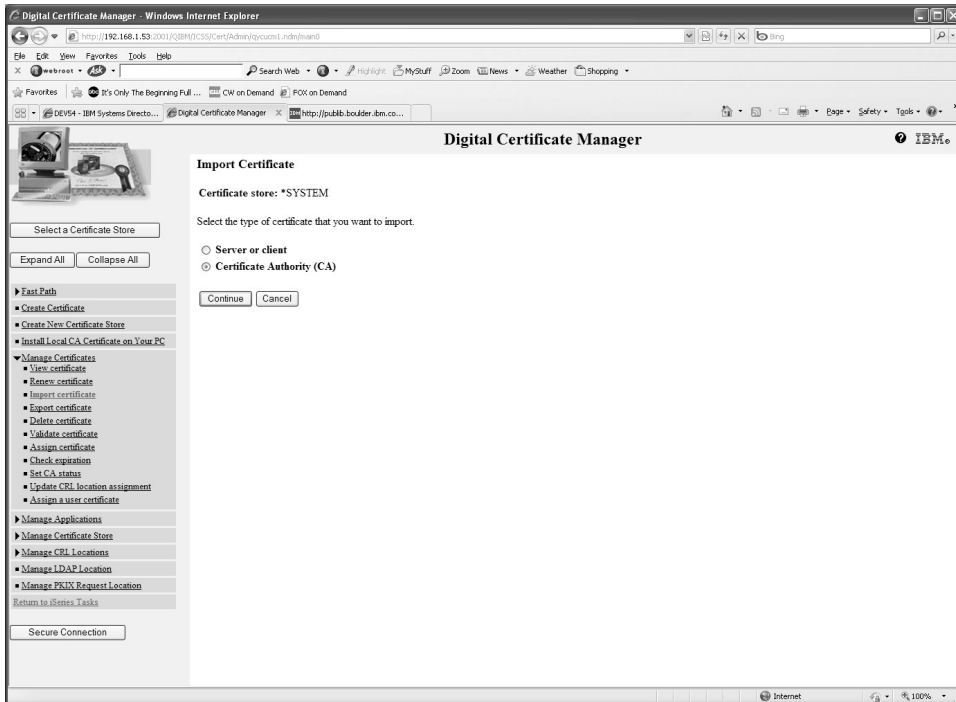 Digital Certificate Manager - Windows Internet Explorer
http://192.168.1.53:2001/QIBM/ICSS/Cert/Admin/qycucm1.ndm/main0
Bing
File Edit View Favorites Tools Help
webroot Ask Search Web Highlight MyStuff Zoom News Weather Shopping
Favorites It's Only The Beginning Full ... CW on Demand FOX on Demand
DEV54 - IBM Systems Directo... Digital Certificate Manager http://publib.boulder.ibm.co...
Page Safety Tools
Digital Certificate Manager
IBM
Select a Certificate Store
Expand All Collapse All
Fast Path
Create Certificate
Create New Certificate Store
Install Local CA Certificate on Your PC
Manage Certificates
View certificate
Renew certificate
Import certificate
Export certificate
Delete certificate
Validate certificate
Assign certificate
Check expiration
Set CA status
Update CRL location assignment
Assign a user certificate
Manage Applications
Manage Certificate Store
Manage CRL Locations
Manage LDAP Location
Manage PKIX Request Location
Return to iSeries Tasks
Secure Connection
Import Certificate
Certificate store: *SYSTEM
Select the type of certificate that you want to import.
Server or client
Certificate Authority (CA)
Continue Cancel
Internet 100%